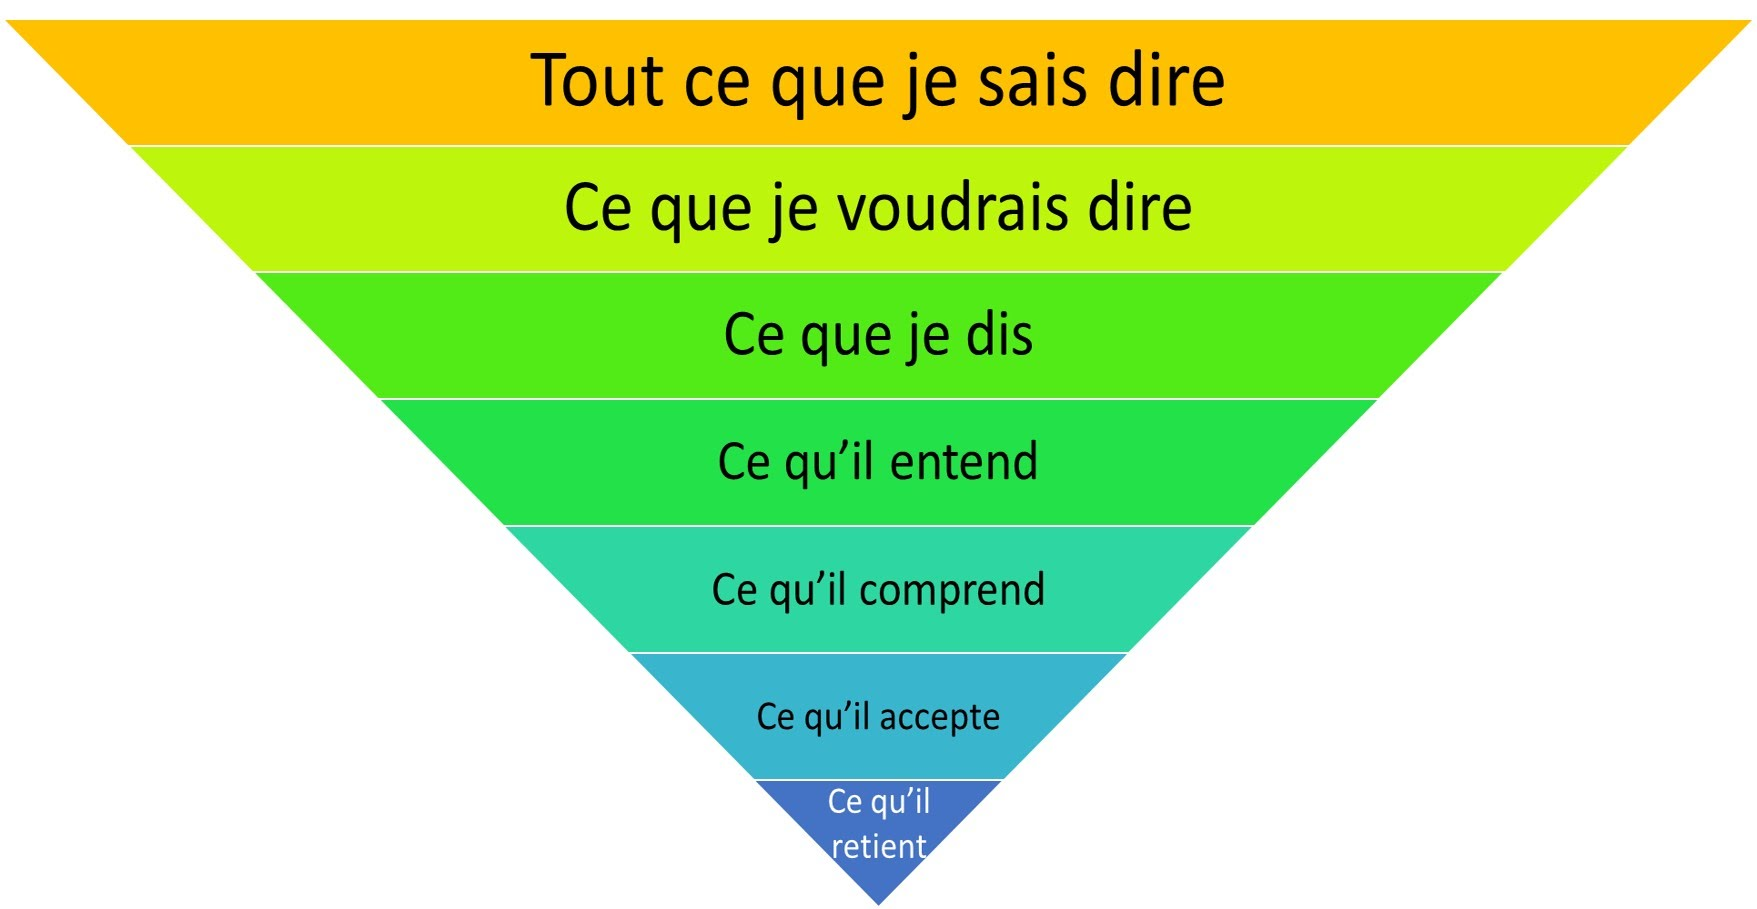 Tout ce que je sais dire
Ce que je voudrais dire
Ce que je dis
Ce qu’il entend
Ce qu’il comprend
Ce qu’il accepte
Ce qu’il
retient